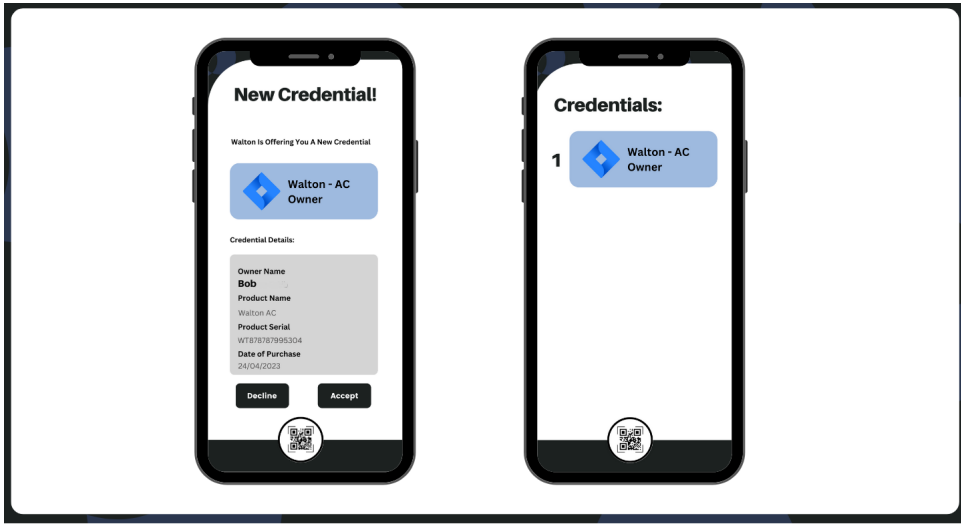 New Credential!
Walton Is Offering You A New Credential
Walton - AC
Owner
Credential Details:
Owner Name
Bob
Product Name
Walton AC
Product Serial
WT878787995304
Date of Purchase
24/04/2023
Decline
Accept
Credentials:
1
Walton - AC
Owner